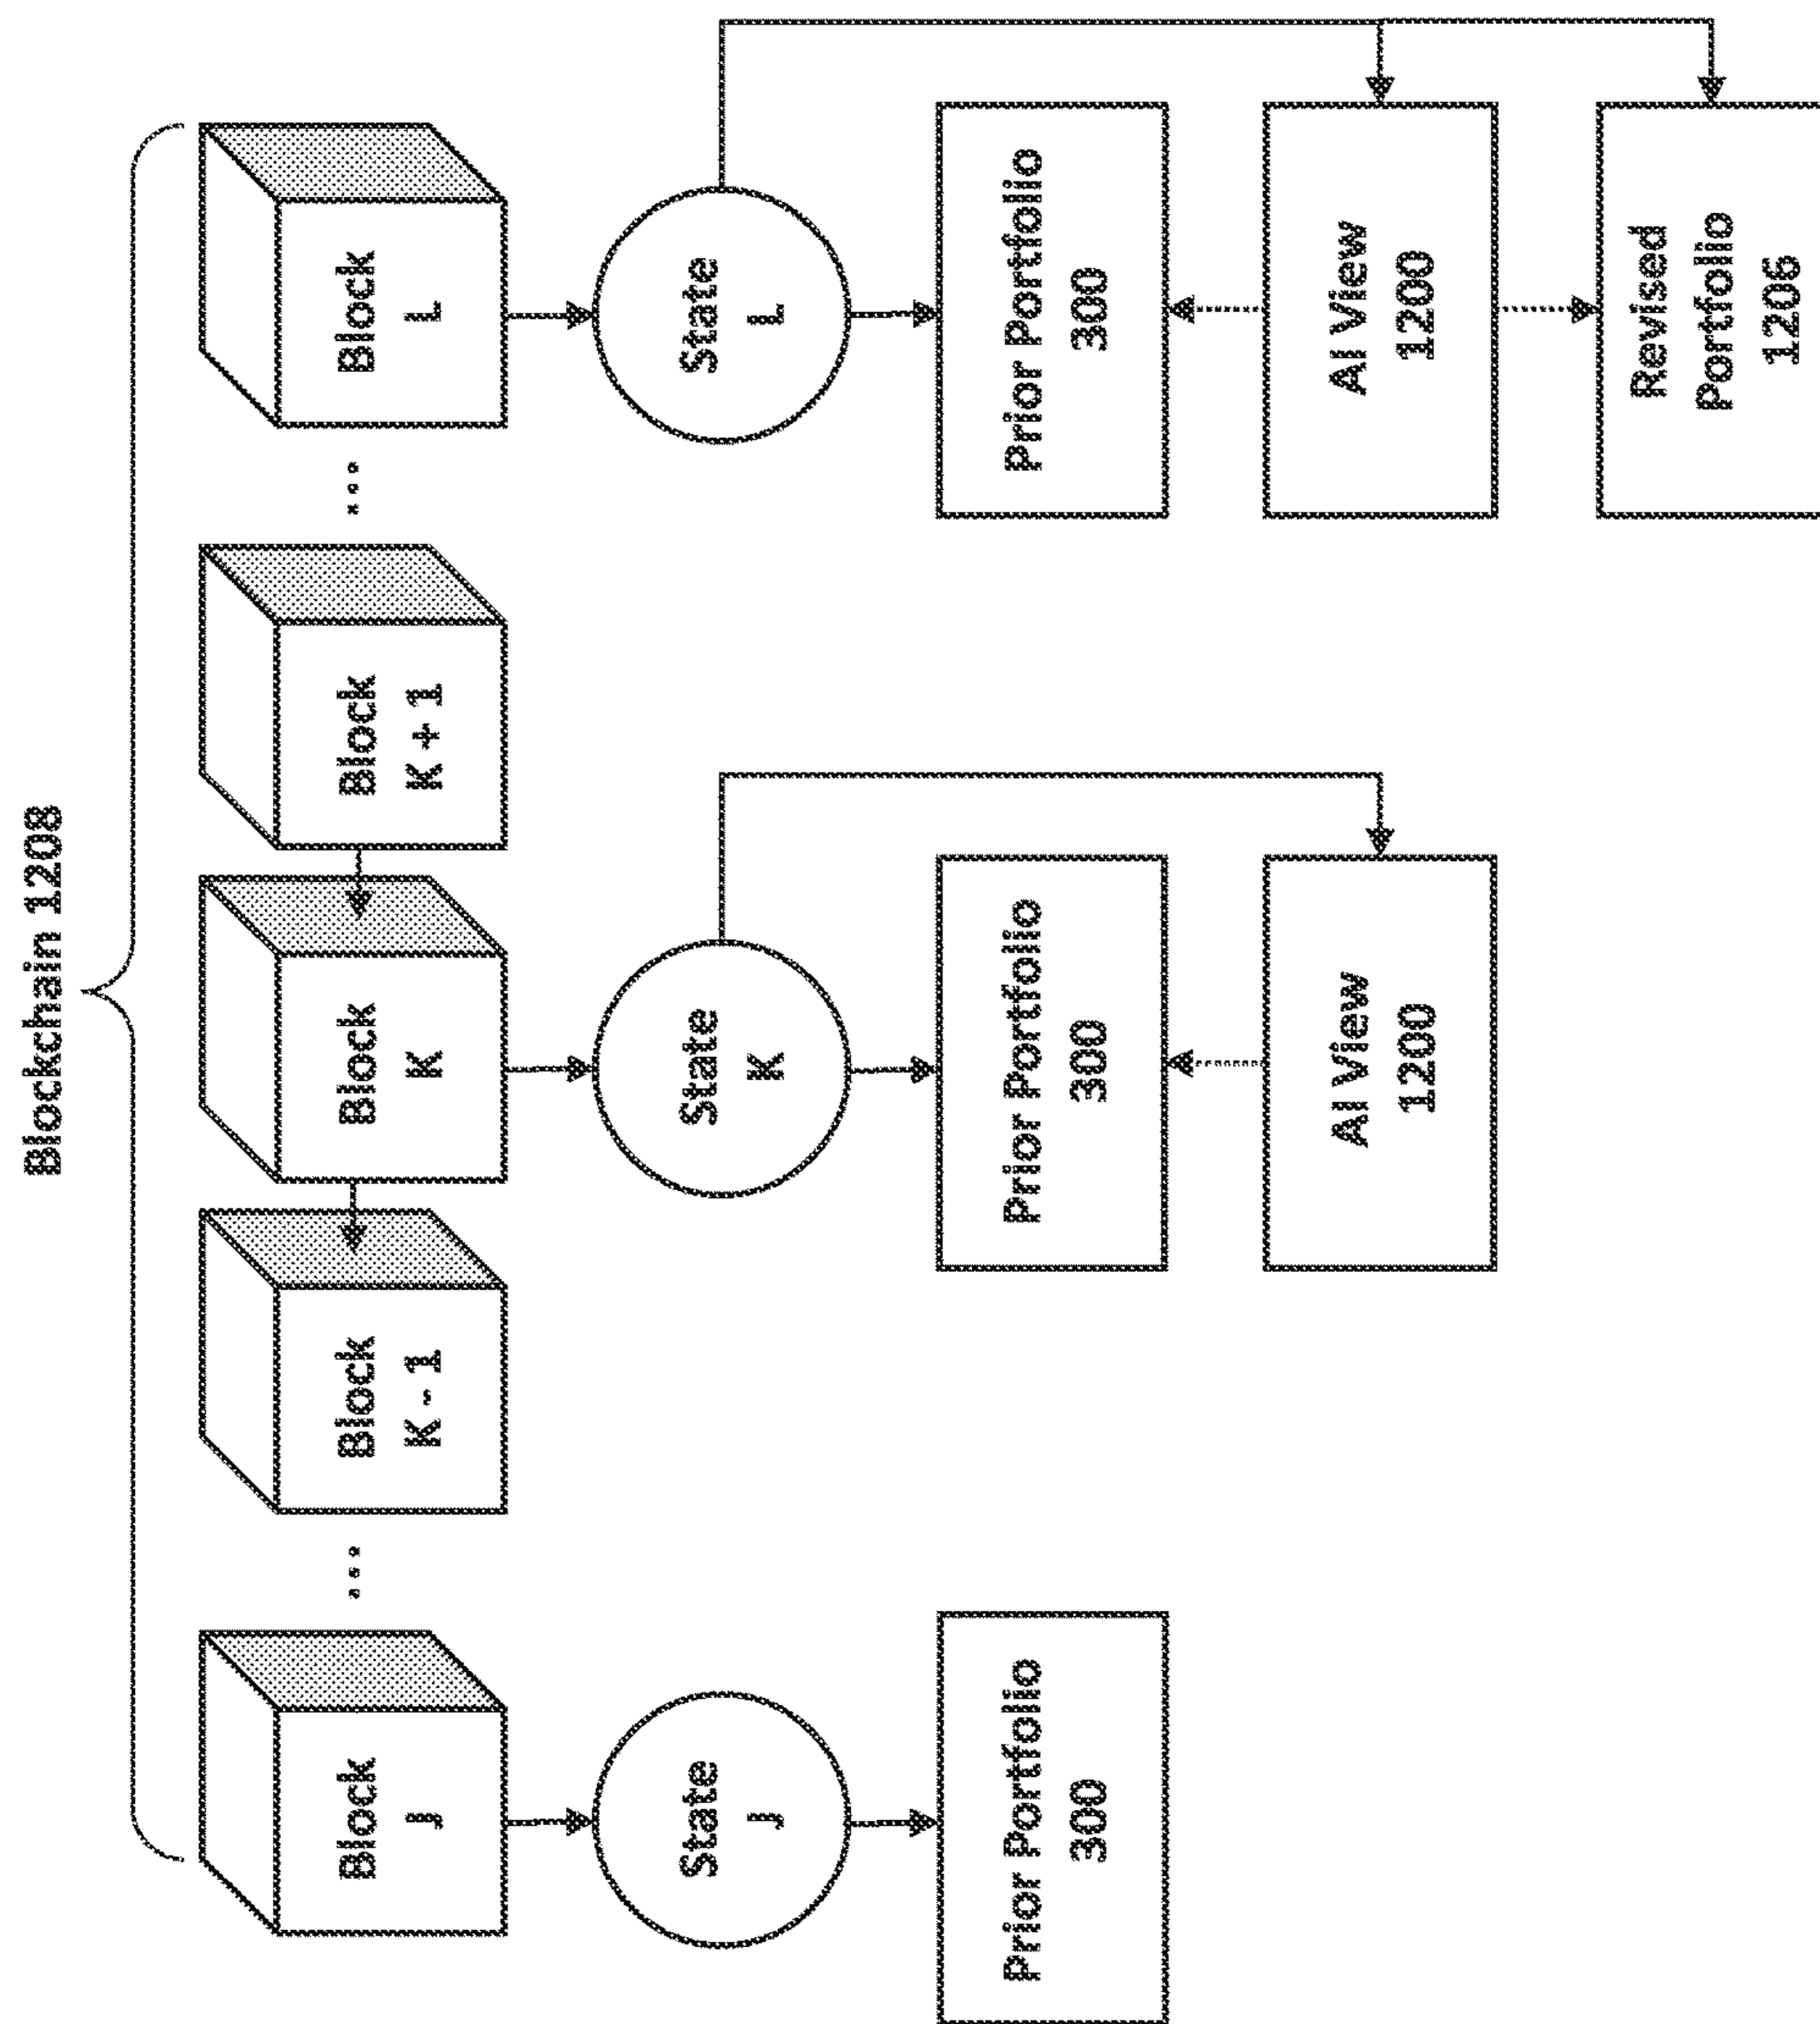 Blockchain 1208
Block
J
...
Block
K - 1
Block
K
Block
K + 1
...
Block
L
State
J
State
K
State
L
Prior Portfolio
300
Prior Portfolio
300
Prior Portfolio
300
AI View
1200
AI View
1200
Revised
Portfolio
1206